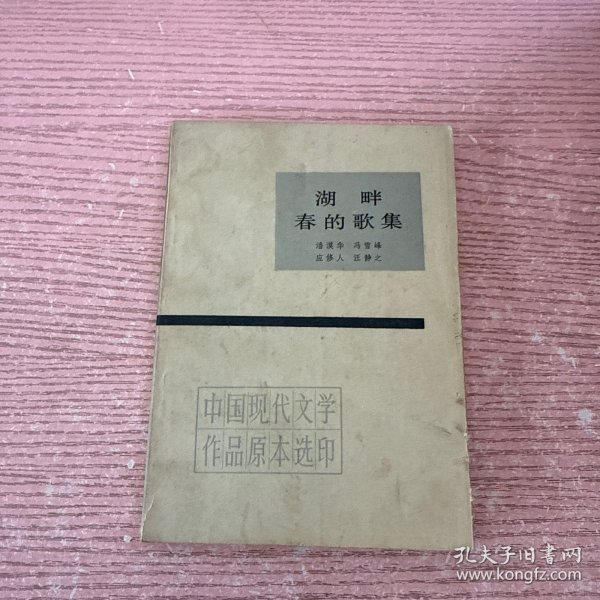 湖畔
春的歌集
潘漠华 冯雪峰
应修人 汪静之
中国现代文学
作品原本选印
孔夫子旧书网
www.kongfz.com